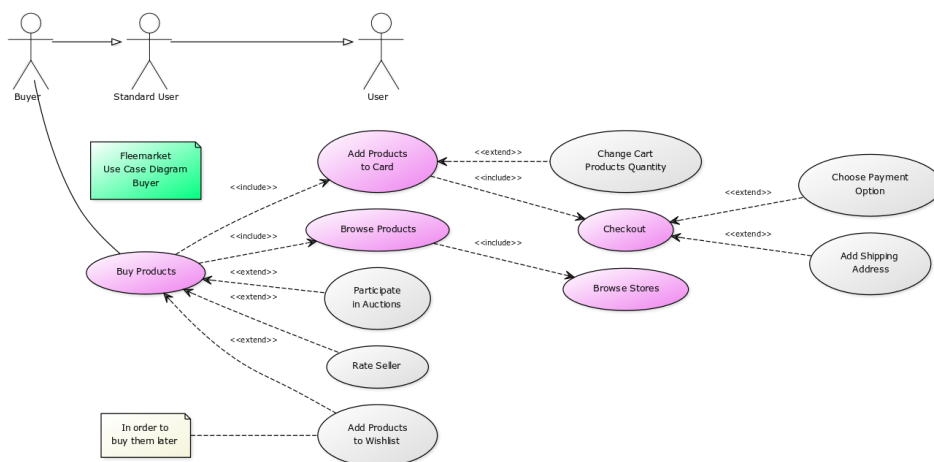 Buyer
Standard User
User
Fleemarket
Use Case Diagram
Buyer
Add Products
to Card
<<extend>>
Change Cart
Products Quantity
<<include>>
<<include>>
Choose Payment
Option
<<extend>>
Browse Products
Checkout
<<include>>
<<extend>>
<<include>>
Add Shipping
Address
Buy Products
<<extend>>
Participate
in Auctions
Browse Stores
<<extend>>
<<extend>>
Rate Seller
In order to
buy them later
Add Products
to Wishlist